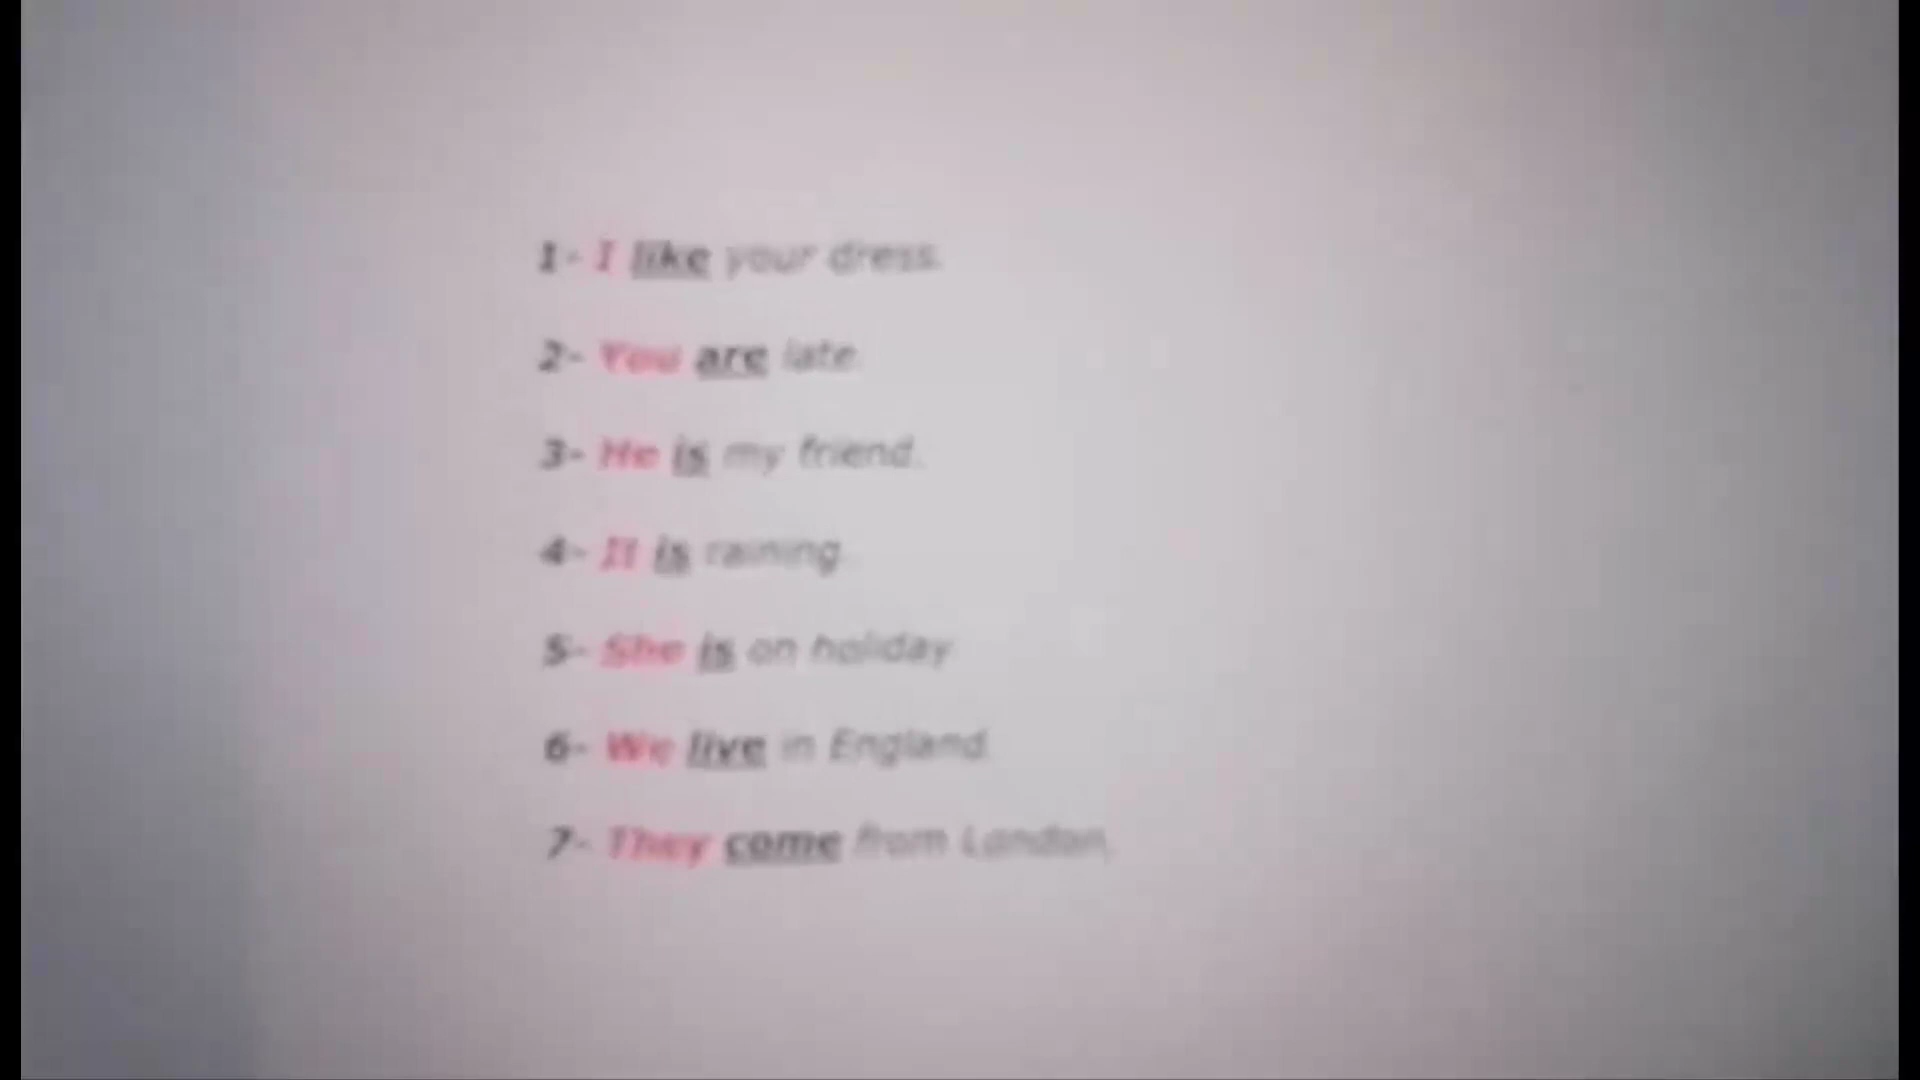 1- I like your dress.
2- You are late.
3- He is my friend.
4- It is raining.
5- She is on holiday
6- We live in England.
7- They come from London.